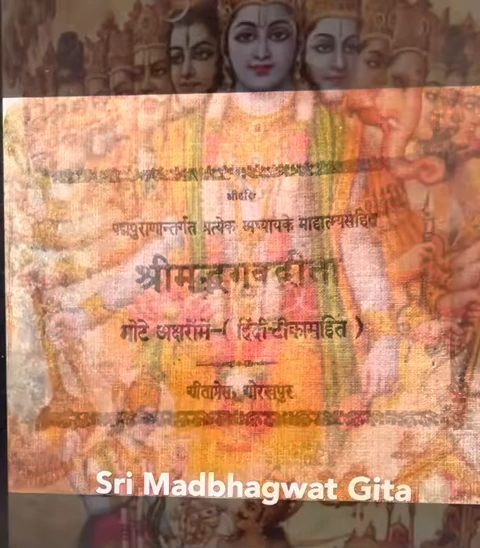 श्रीहरिः
पद्मपुराणान्तर्गत प्रत्येक अध्यायके माहात्म्यसहित
श्रीमद्भगवद्गीता
मोटे अक्षरोंमें-( हिंदी-टीकासहित )
गीताप्रेस, गोरखपुर
Sri Madbhagwat Gita